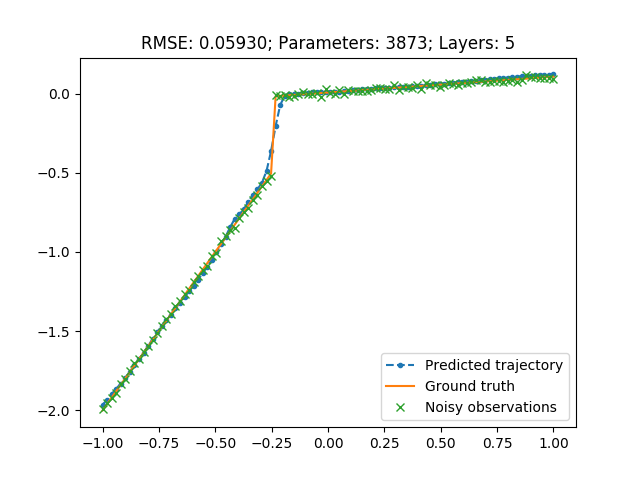 RMSE: 0.05930; Parameters: 3873; Layers: 5
0.0
−0.5
−1.0
−1.5
−2.0
Predicted trajectory
Ground truth
Noisy observations
−1.00 −0.75 −0.50 −0.25 0.00 0.25 0.50 0.75 1.00